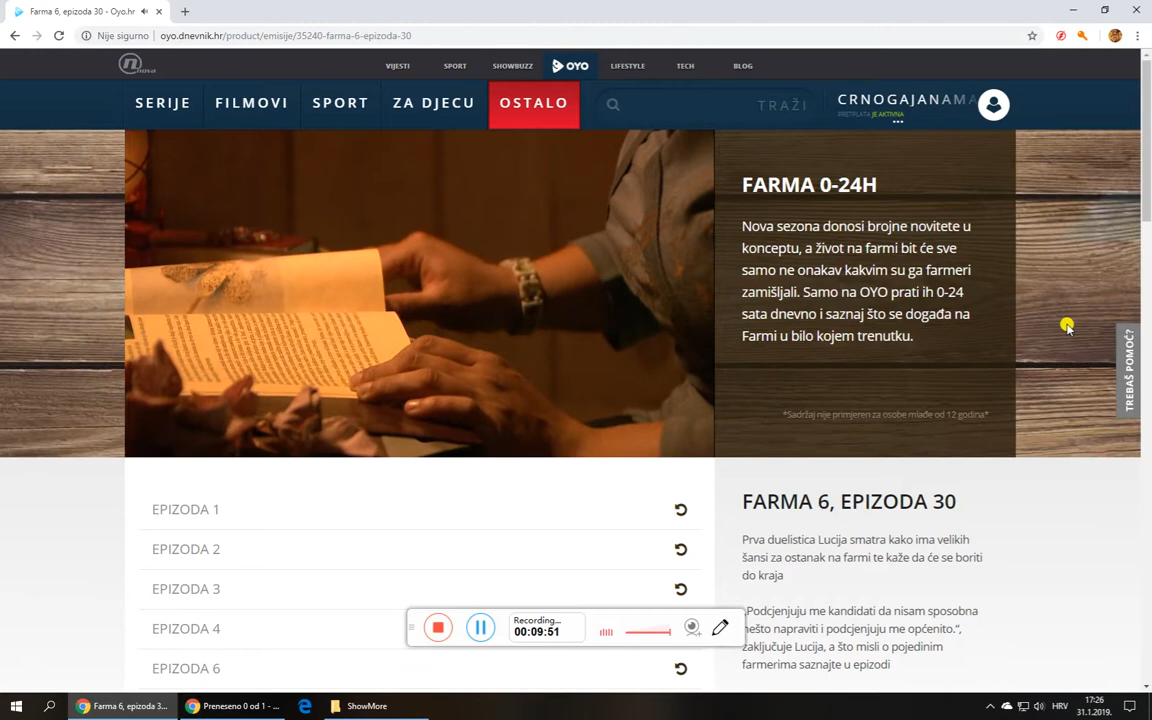 Farma 6, epizoda 30 - Oyo.hr
Nije sigurno
oyo.dnevnik.hr/product/emisije/35240-farma-6-epizoda-30
nova
VIJESTI
SPORT
SHOWBUZZ
OYO
LIFESTYLE
TECH
BLOG
SERIJE
FILMOVI
SPORT
ZA DJECU
OSTALO
TRAŽI
CRNOGAJANAMA
PRETPLATA JE AKTIVNA
FARMA 0-24H
Nova sezona donosi brojne novitete u
konceptu, a život na farmi bit će sve
samo ne onakav kakvim su ga farmeri
zamišljali. Samo na OYO prati ih 0-24
sata dnevno i saznaj što se događa na
Farmi u bilo kojem trenutku.
*Sadržaj nije primjeren za osobe mlađe od 12 godina*
TREBAŠ POMOĆ?
EPIZODA 1
EPIZODA 2
EPIZODA 3
EPIZODA 4
EPIZODA 6
FARMA 6, EPIZODA 30
Prva duelistica Lucija smatra kako ima velikih
šansi za ostanak na farmi te kaže da će se boriti
do kraja
„Podcjenjuju me kandidati da nisam sposobna
nešto napraviti i podcjenjuju me općenito.“,
zaključuje Lucija, a što misli o pojedinim
farmerima saznajte u epizodi
Recording...
00:09:51
Farma 6, epizoda 3...
Preneseno 0 od 1 - ...
ShowMore
HRV
17:26
31.1.2019.